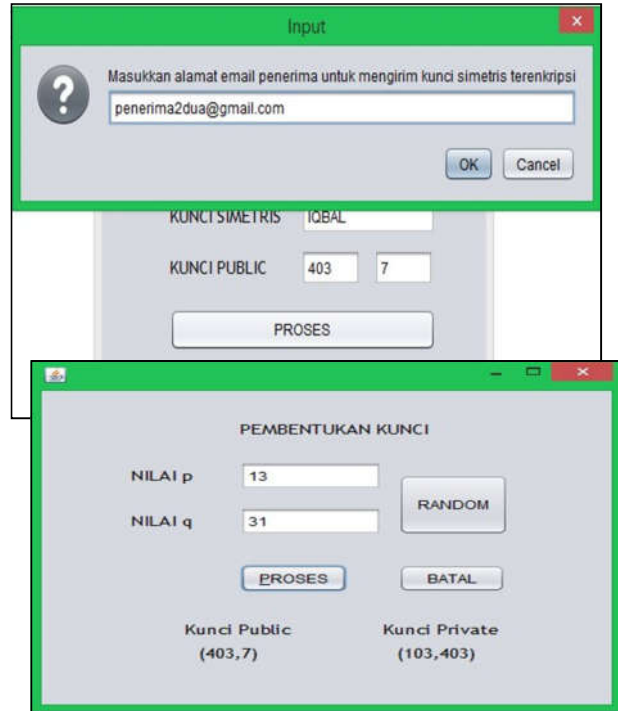 Input
Masukkan alamat email penerima untuk mengirim kunci simetris terenkripsi
penerima2dua@gmail.com
OK Cancel
KUNCI SIMETRIS IQBAL
KUNCI PUBLIC 403 7
PROSES
PEMBENTUKAN KUNCI
NILAI p 13
RANDOM
NILAI q 31
PROSES BATAL
Kunci Public Kunci Private
(403,7) (103,403)